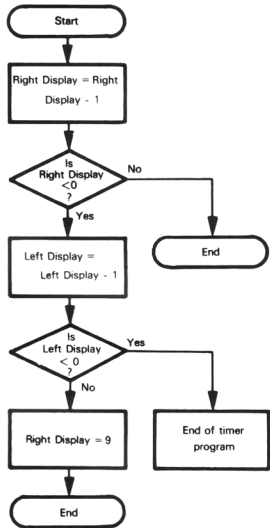 Start
Right Display = Right
Display - 1
Is
Right Display
<0
?
No
Yes
End
Left Display =
Left Display - 1
Is
Left Display
< 0
?
Yes
No
Right Display = 9
End of timer
program
End